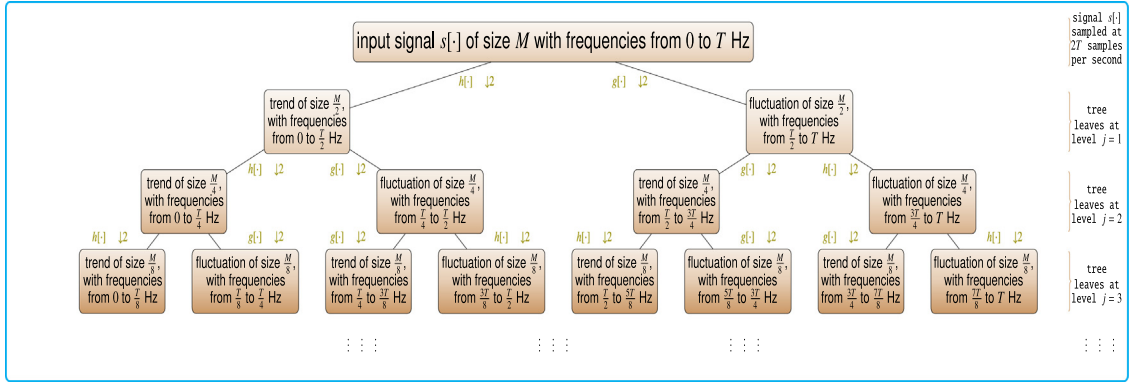 input signal s[·] of size M with frequencies from 0 to T Hz
signal s[·]
sampled at
2T samples
per second
h[·] ↓2
g[·] ↓2
trend of size M/2,
with frequencies
from 0 to T/2 Hz
fluctuation of size M/2,
with frequencies
from T/2 to T Hz
tree
leaves at
level j = 1
h[·] ↓2
g[·] ↓2
g[·] ↓2
h[·] ↓2
trend of size M/4,
with frequencies
from 0 to T/4 Hz
fluctuation of size M/4,
with frequencies
from T/4 to T/2 Hz
trend of size M/4,
with frequencies
from T/2 to 3T/4 Hz
fluctuation of size M/4,
with frequencies
from 3T/4 to T Hz
tree
leaves at
level j = 2
h[·] ↓2
g[·] ↓2
g[·] ↓2
h[·] ↓2
h[·] ↓2
g[·] ↓2
g[·] ↓2
h[·] ↓2
trend of size M/8,
with frequencies
from 0 to T/8 Hz
fluctuation of size M/8,
with frequencies
from T/8 to T/4 Hz
trend of size M/8,
with frequencies
from T/4 to 3T/8 Hz
fluctuation of size M/8,
with frequencies
from 3T/8 to T/2 Hz
trend of size M/8,
with frequencies
from T/2 to 5T/8 Hz
fluctuation of size M/8,
with frequencies
from 5T/8 to 3T/4 Hz
trend of size M/8,
with frequencies
from 3T/4 to 7T/8 Hz
fluctuation of size M/8,
with frequencies
from 7T/8 to T Hz
tree
leaves at
level j = 3
⋮ ⋮ ⋮ ⋮ ⋮ ⋮ ⋮ ⋮ ⋮ ⋮ ⋮ ⋮